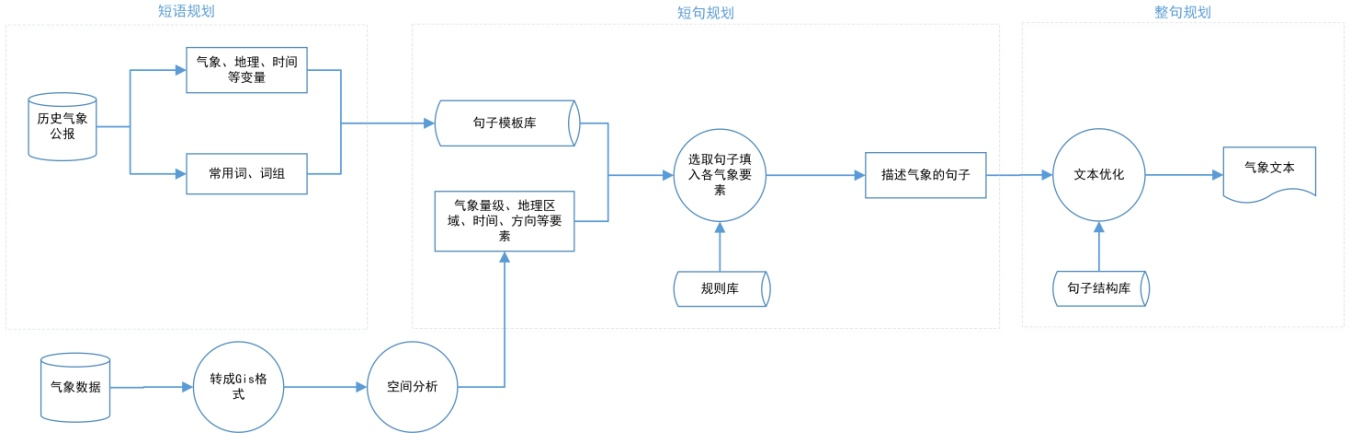 短语规划
短句规划
整句规划
历史气象
公报
气象、地理、时间
等变量
常用词、词组
句子模板库
气象量级、地理区
域、时间、方向等要
素
选取句子填
入各气象要
素
规则库
描述气象的句子
文本优化
句子结构库
气象文本
气象数据
转成Gis格
式
空间分析